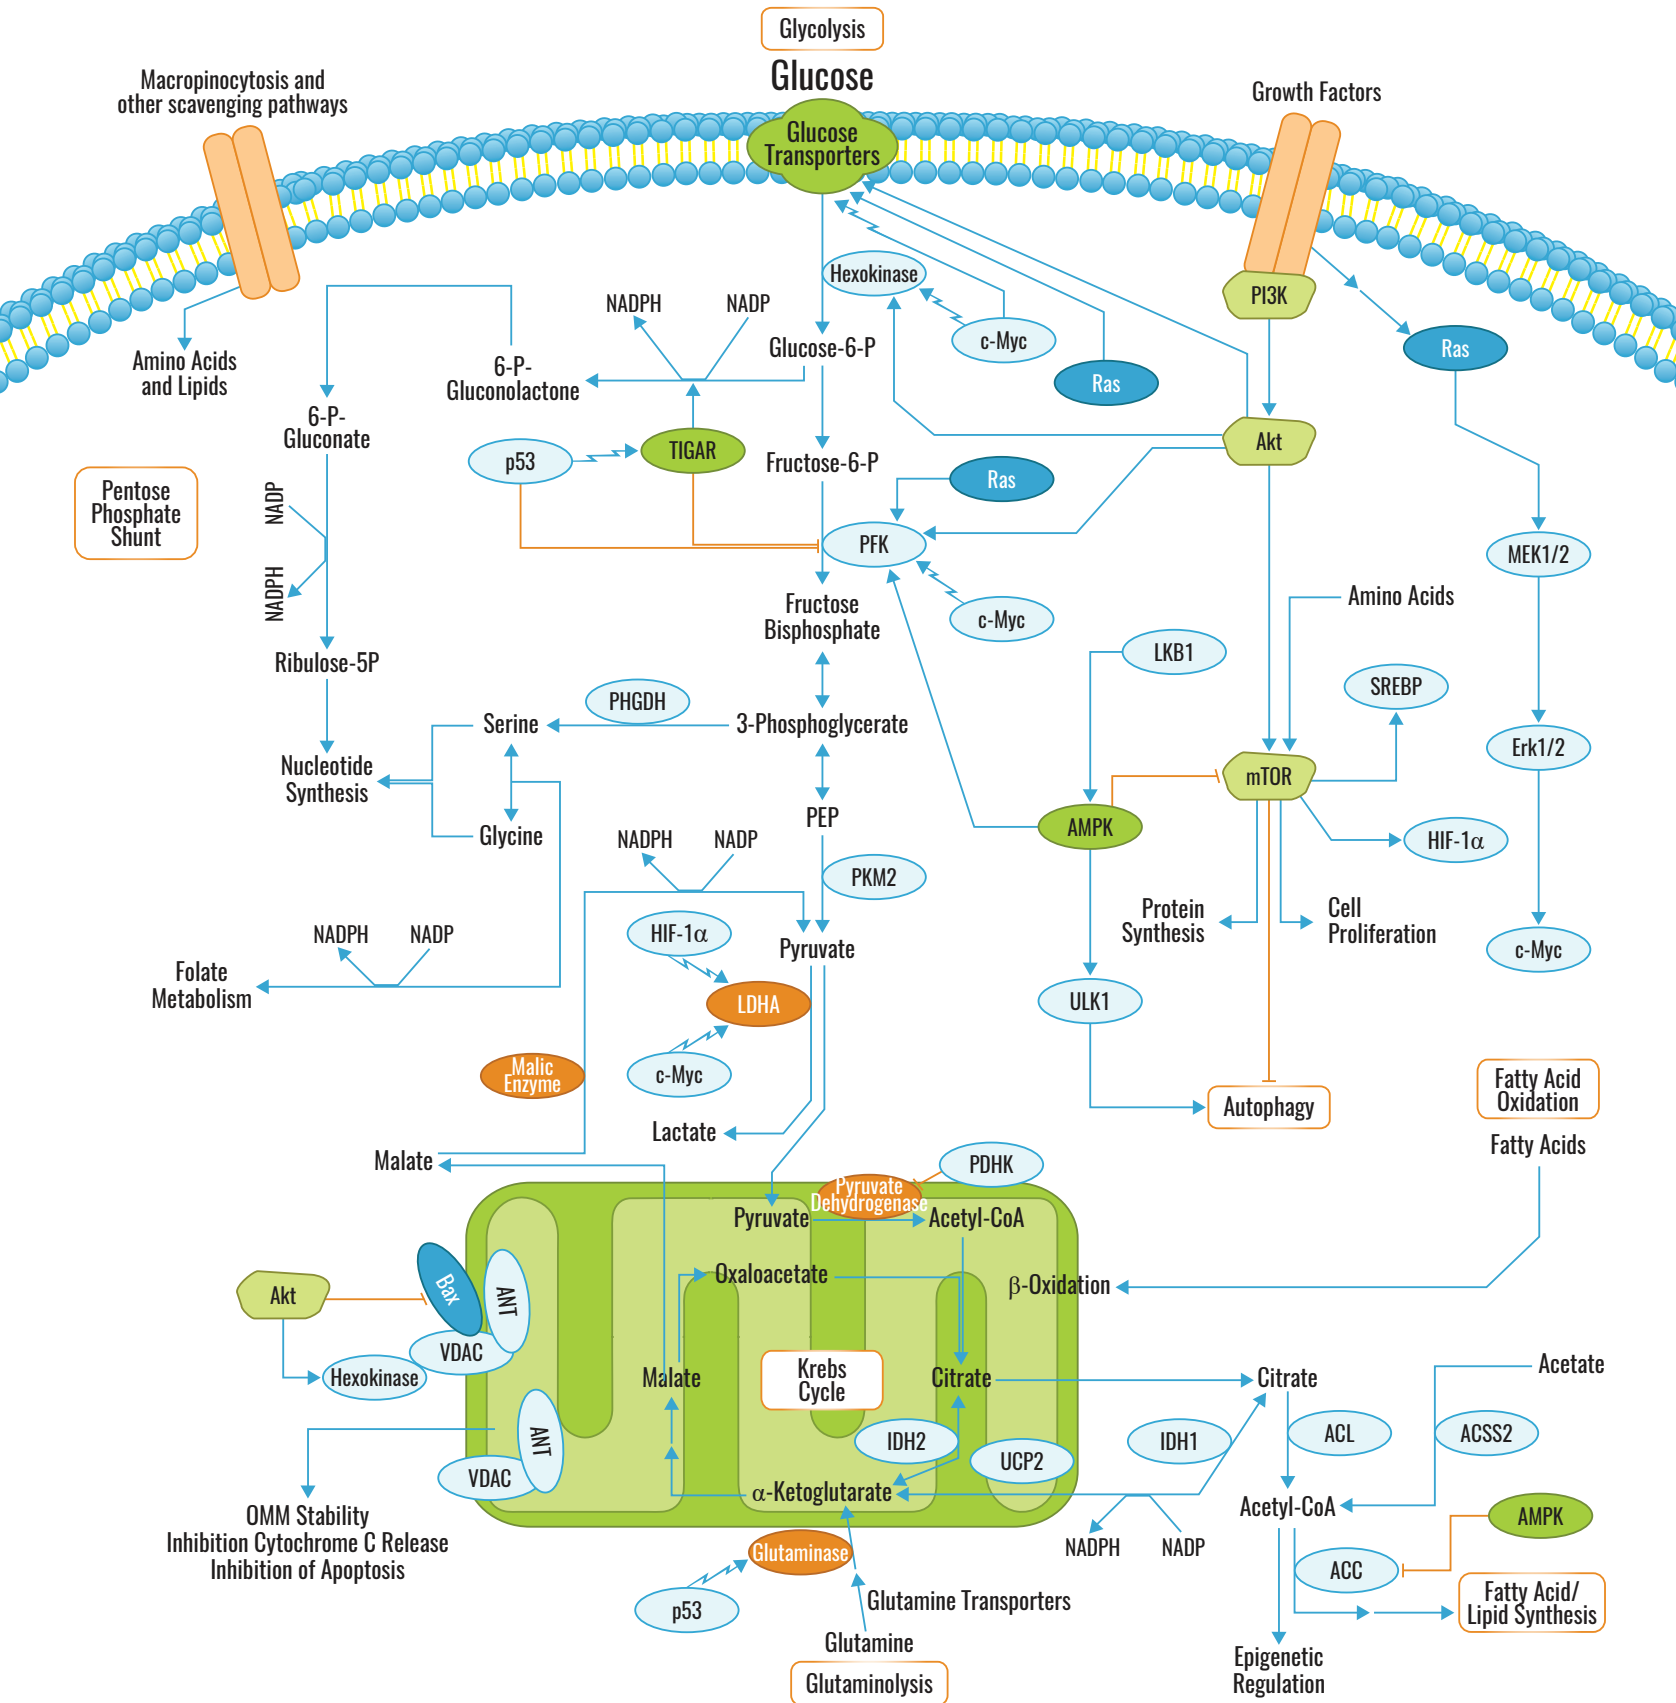 Glycolysis
Glucose
Macropinocytosis and
other scavenging pathways
Growth Factors
Glucose
Transporters
Hexokinase
PI3K
NADPH
NADP
c-Myc
Glucose-6-P
Ras
Amino Acids
and Lipids
6-P-
Gluconolactone
Ras
6-P-
Gluconate
Akt
p53
TIGAR
Fructose-6-P
Ras
Pentose
Phosphate
Shunt
NADP
PFK
MEK1/2
NADPH
Fructose
Bisphosphate
c-Myc
Amino Acids
LKB1
Ribulose-5P
SREBP
PHGDH
Serine
3-Phosphoglycerate
Erk1/2
Nucleotide
Synthesis
mTOR
PEP
AMPK
Glycine
NADPH
NADP
HIF-1α
PKM2
Protein
Synthesis
Cell
Proliferation
NADPH
NADP
HIF-1α
Pyruvate
c-Myc
Folate
Metabolism
LDHA
ULK1
Malic
Enzyme
c-Myc
Fatty Acid
Oxidation
Autophagy
Lactate
Fatty Acids
Malate
PDHK
Pyruvate
Dehydrogenase
Pyruvate
Acetyl-CoA
Oxaloacetate
β-Oxidation
Akt
Bax
ANT
VDAC
Hexokinase
Malate
Krebs
Cycle
Citrate
Citrate
Acetate
ANT
IDH2
IDH1
ACL
ACSS2
UCP2
VDAC
α-Ketoglutarate
Acetyl-CoA
OMM Stability
Inhibition Cytochrome C Release
Inhibition of Apoptosis
AMPK
NADPH
NADP
Glutaminase
ACC
p53
Glutamine Transporters
Fatty Acid/
Lipid Synthesis
Glutamine
Epigenetic
Regulation
Glutaminolysis